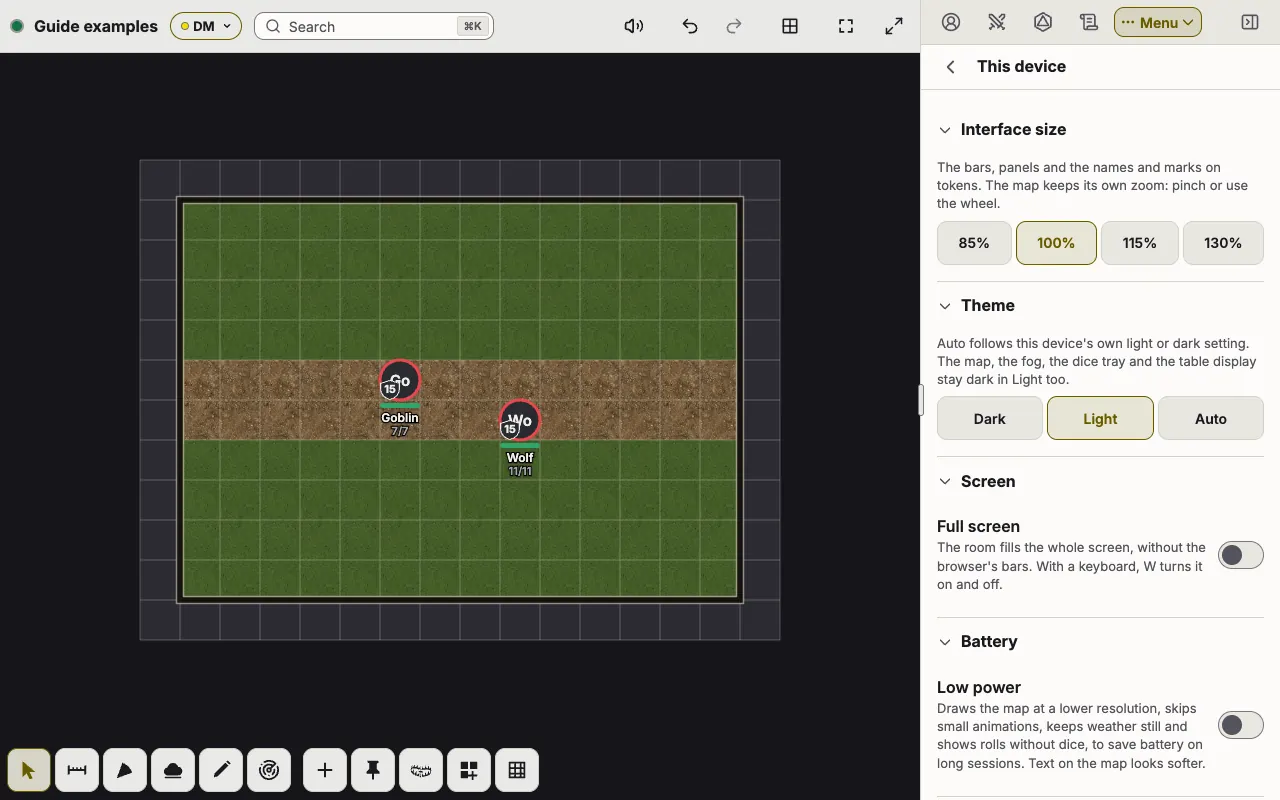 Guide examples
DM
Search
⌘K
Menu
This device
Interface size
The bars, panels and the names and marks on
tokens. The map keeps its own zoom: pinch or use
the wheel.
85%
100%
115%
130%
Theme
Auto follows this device's own light or dark setting.
The map, the fog, the dice tray and the table display
stay dark in Light too.
Dark
Light
Auto
Screen
Full screen
The room fills the whole screen, without the
browser's bars. With a keyboard, W turns it
on and off.
Battery
Low power
Draws the map at a lower resolution, skips
small animations, keeps weather still and
shows rolls without dice, to save battery on
long sessions. Text on the map looks softer.
Go
15
Goblin
7/7
Wo
15
Wolf
11/11